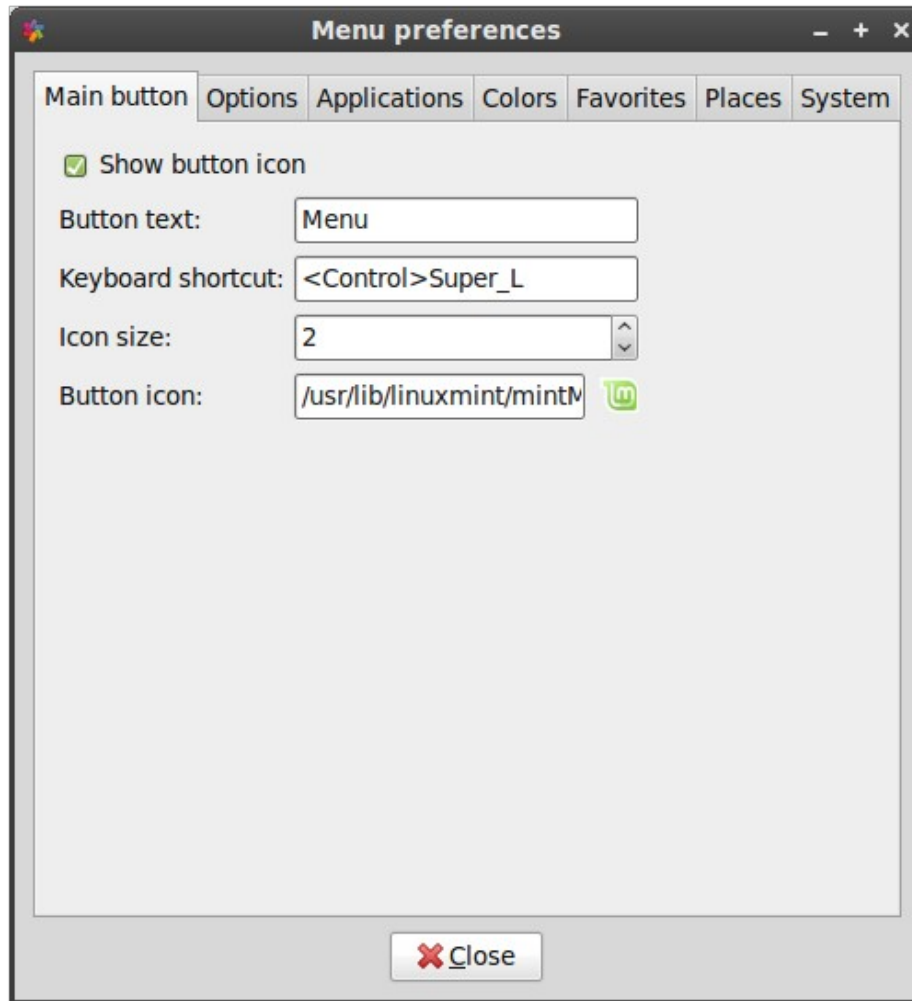 Menu preferences
Main button Options Applications Colors Favorites Places System
Show button icon
Button text: Menu
Keyboard shortcut: <Control>Super_L
Icon size: 2
Button icon: /usr/lib/linuxmint/mintM
Close